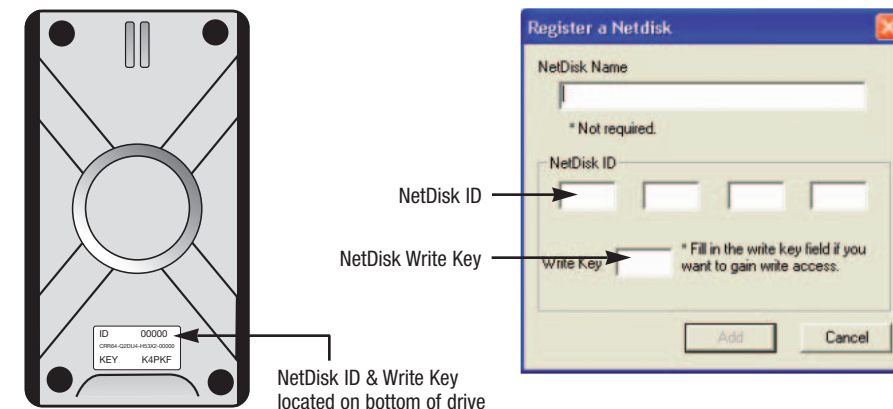 ID 00000
CRR64-Q2DU4-H53X2-00000
KEY K4PKF
NetDisk ID & Write Key
located on bottom of drive
NetDisk ID
NetDisk Write Key
Register a Netdisk
NetDisk Name
* Not required.
NetDisk ID
Write Key
* Fill in the write key field if you
want to gain write access.
Add
Cancel